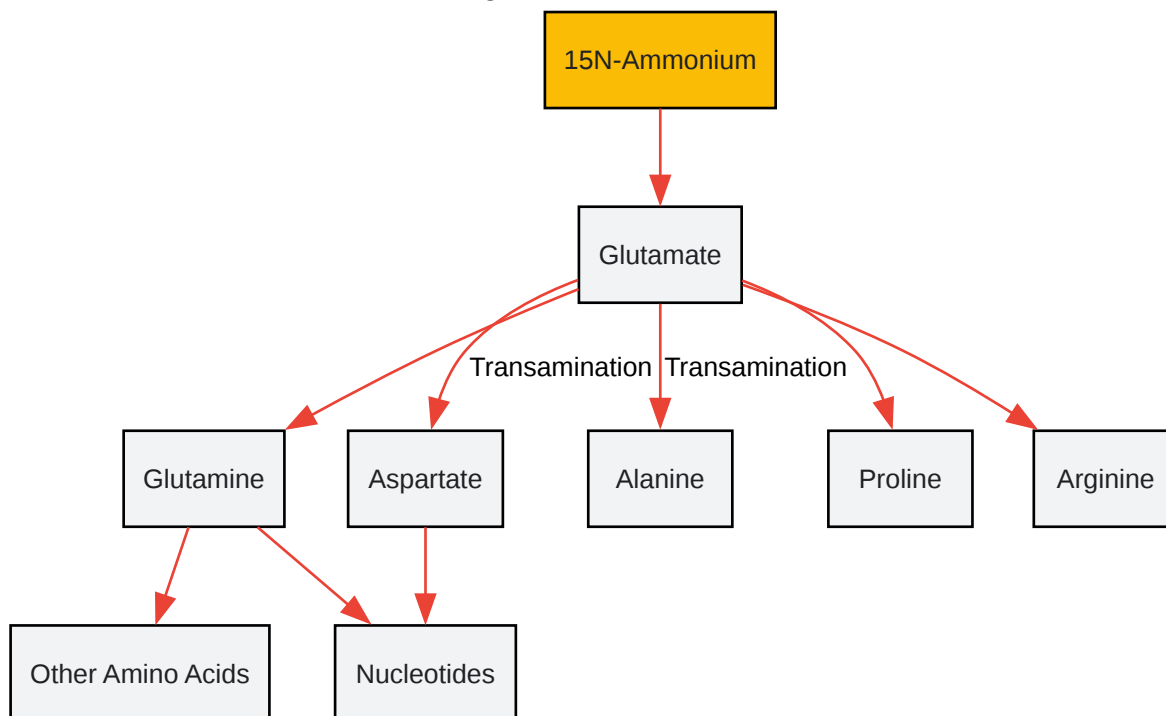 15N-Ammonium
Glutamate
Transamination
Transamination
Glutamine
Aspartate
Alanine
Proline
Arginine
Other Amino Acids
Nucleotides